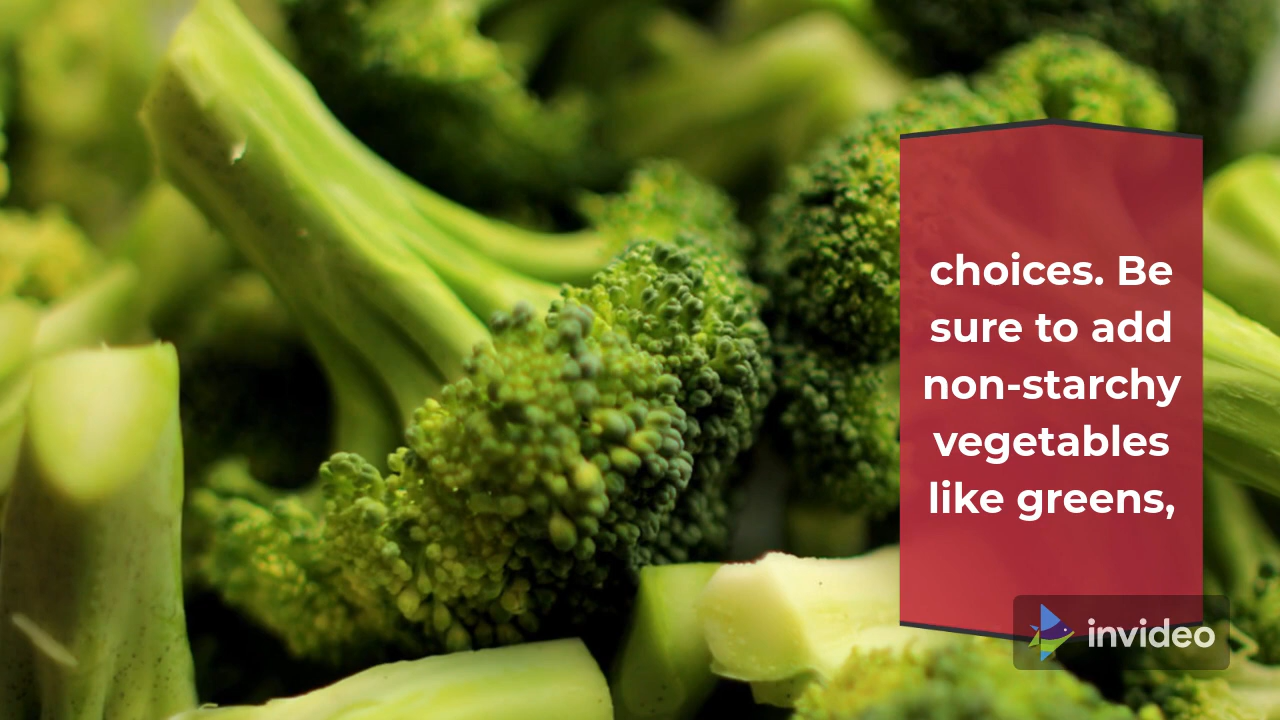 choices. Be
sure to add
non-starchy
vegetables
like greens,
invideo